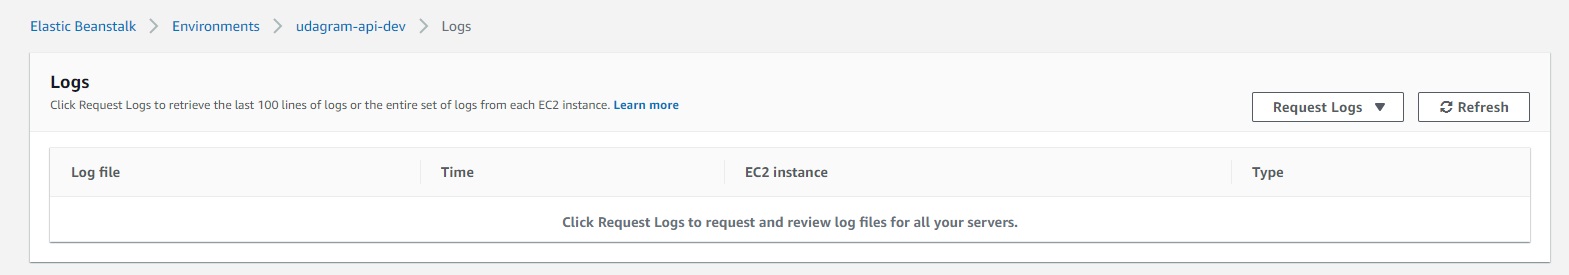 Elastic Beanstalk > Environments > udagram-api-dev > Logs
Logs
Click Request Logs to retrieve the last 100 lines of logs or the entire set of logs from each EC2 instance. Learn more
Request Logs ▼ Refresh
Log file Time EC2 instance Type
Click Request Logs to request and review log files for all your servers.